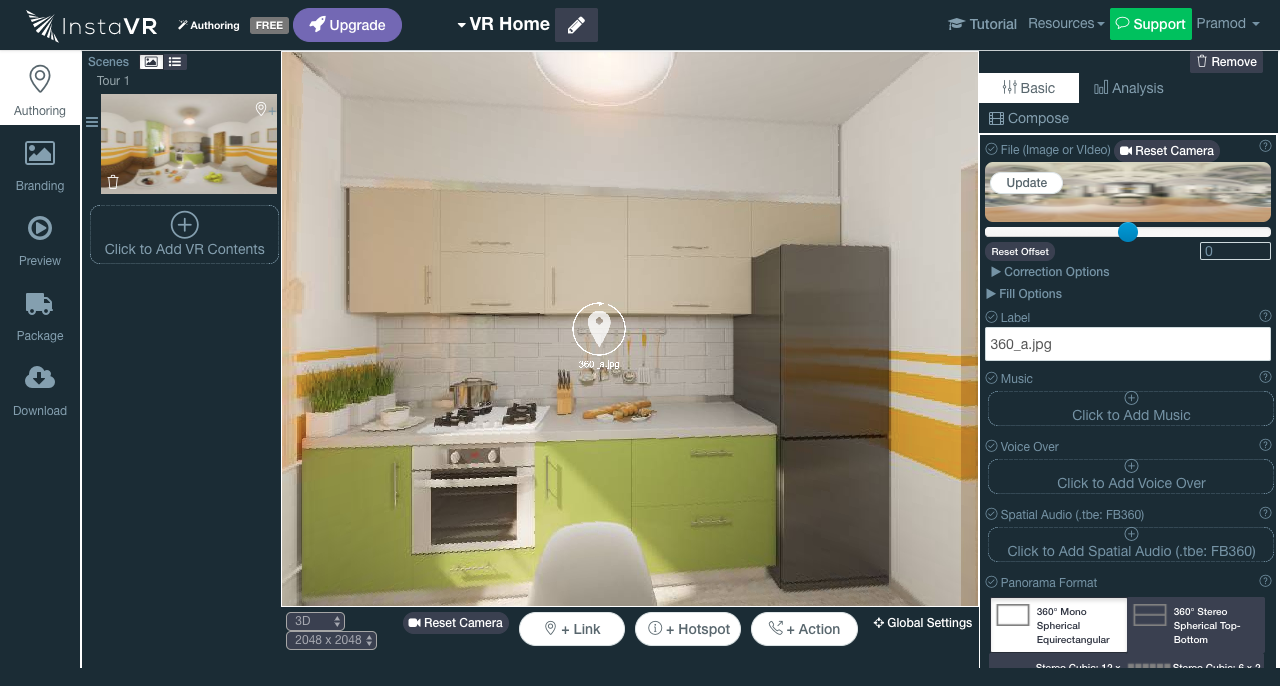 InstaVR
Authoring
FREE
Upgrade
VR Home
Tutorial
Resources
Support
Pramod
Authoring
Branding
Preview
Package
Download
Scenes
Tour 1
+
Click to Add VR Contents
360_a.jpg
3D
2048 x 2048
Reset Camera
+ Link
+ Hotspot
+ Action
Global Settings
Remove
Basic
Analysis
Compose
File (Image or VIdeo)
Reset Camera
Update
Reset Offset
0
Correction Options
Fill Options
Label
360_a.jpg
Music
Click to Add Music
Voice Over
Click to Add Voice Over
Spatial Audio (.tbe: FB360)
Click to Add Spatial Audio (.tbe: FB360)
Panorama Format
360° Mono
Spherical
Equirectangular
360° Stereo
Spherical Top-
Bottom
Stereo Cubic: 12 x
Stereo Cubic: 6 x 2